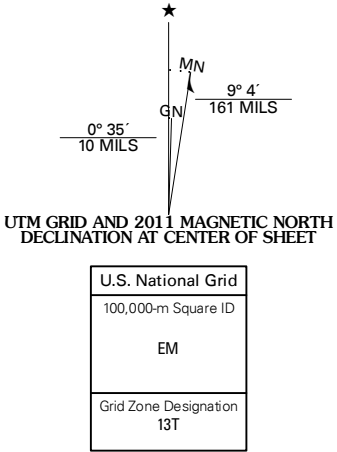 ★
MN
GN
9° 4´
161 MILS
0° 35´
10 MILS
UTM GRID AND 2011 MAGNETIC NORTH
DECLINATION AT CENTER OF SHEET
U.S. National Grid
100,000-m Square ID
EM
Grid Zone Designation
13T